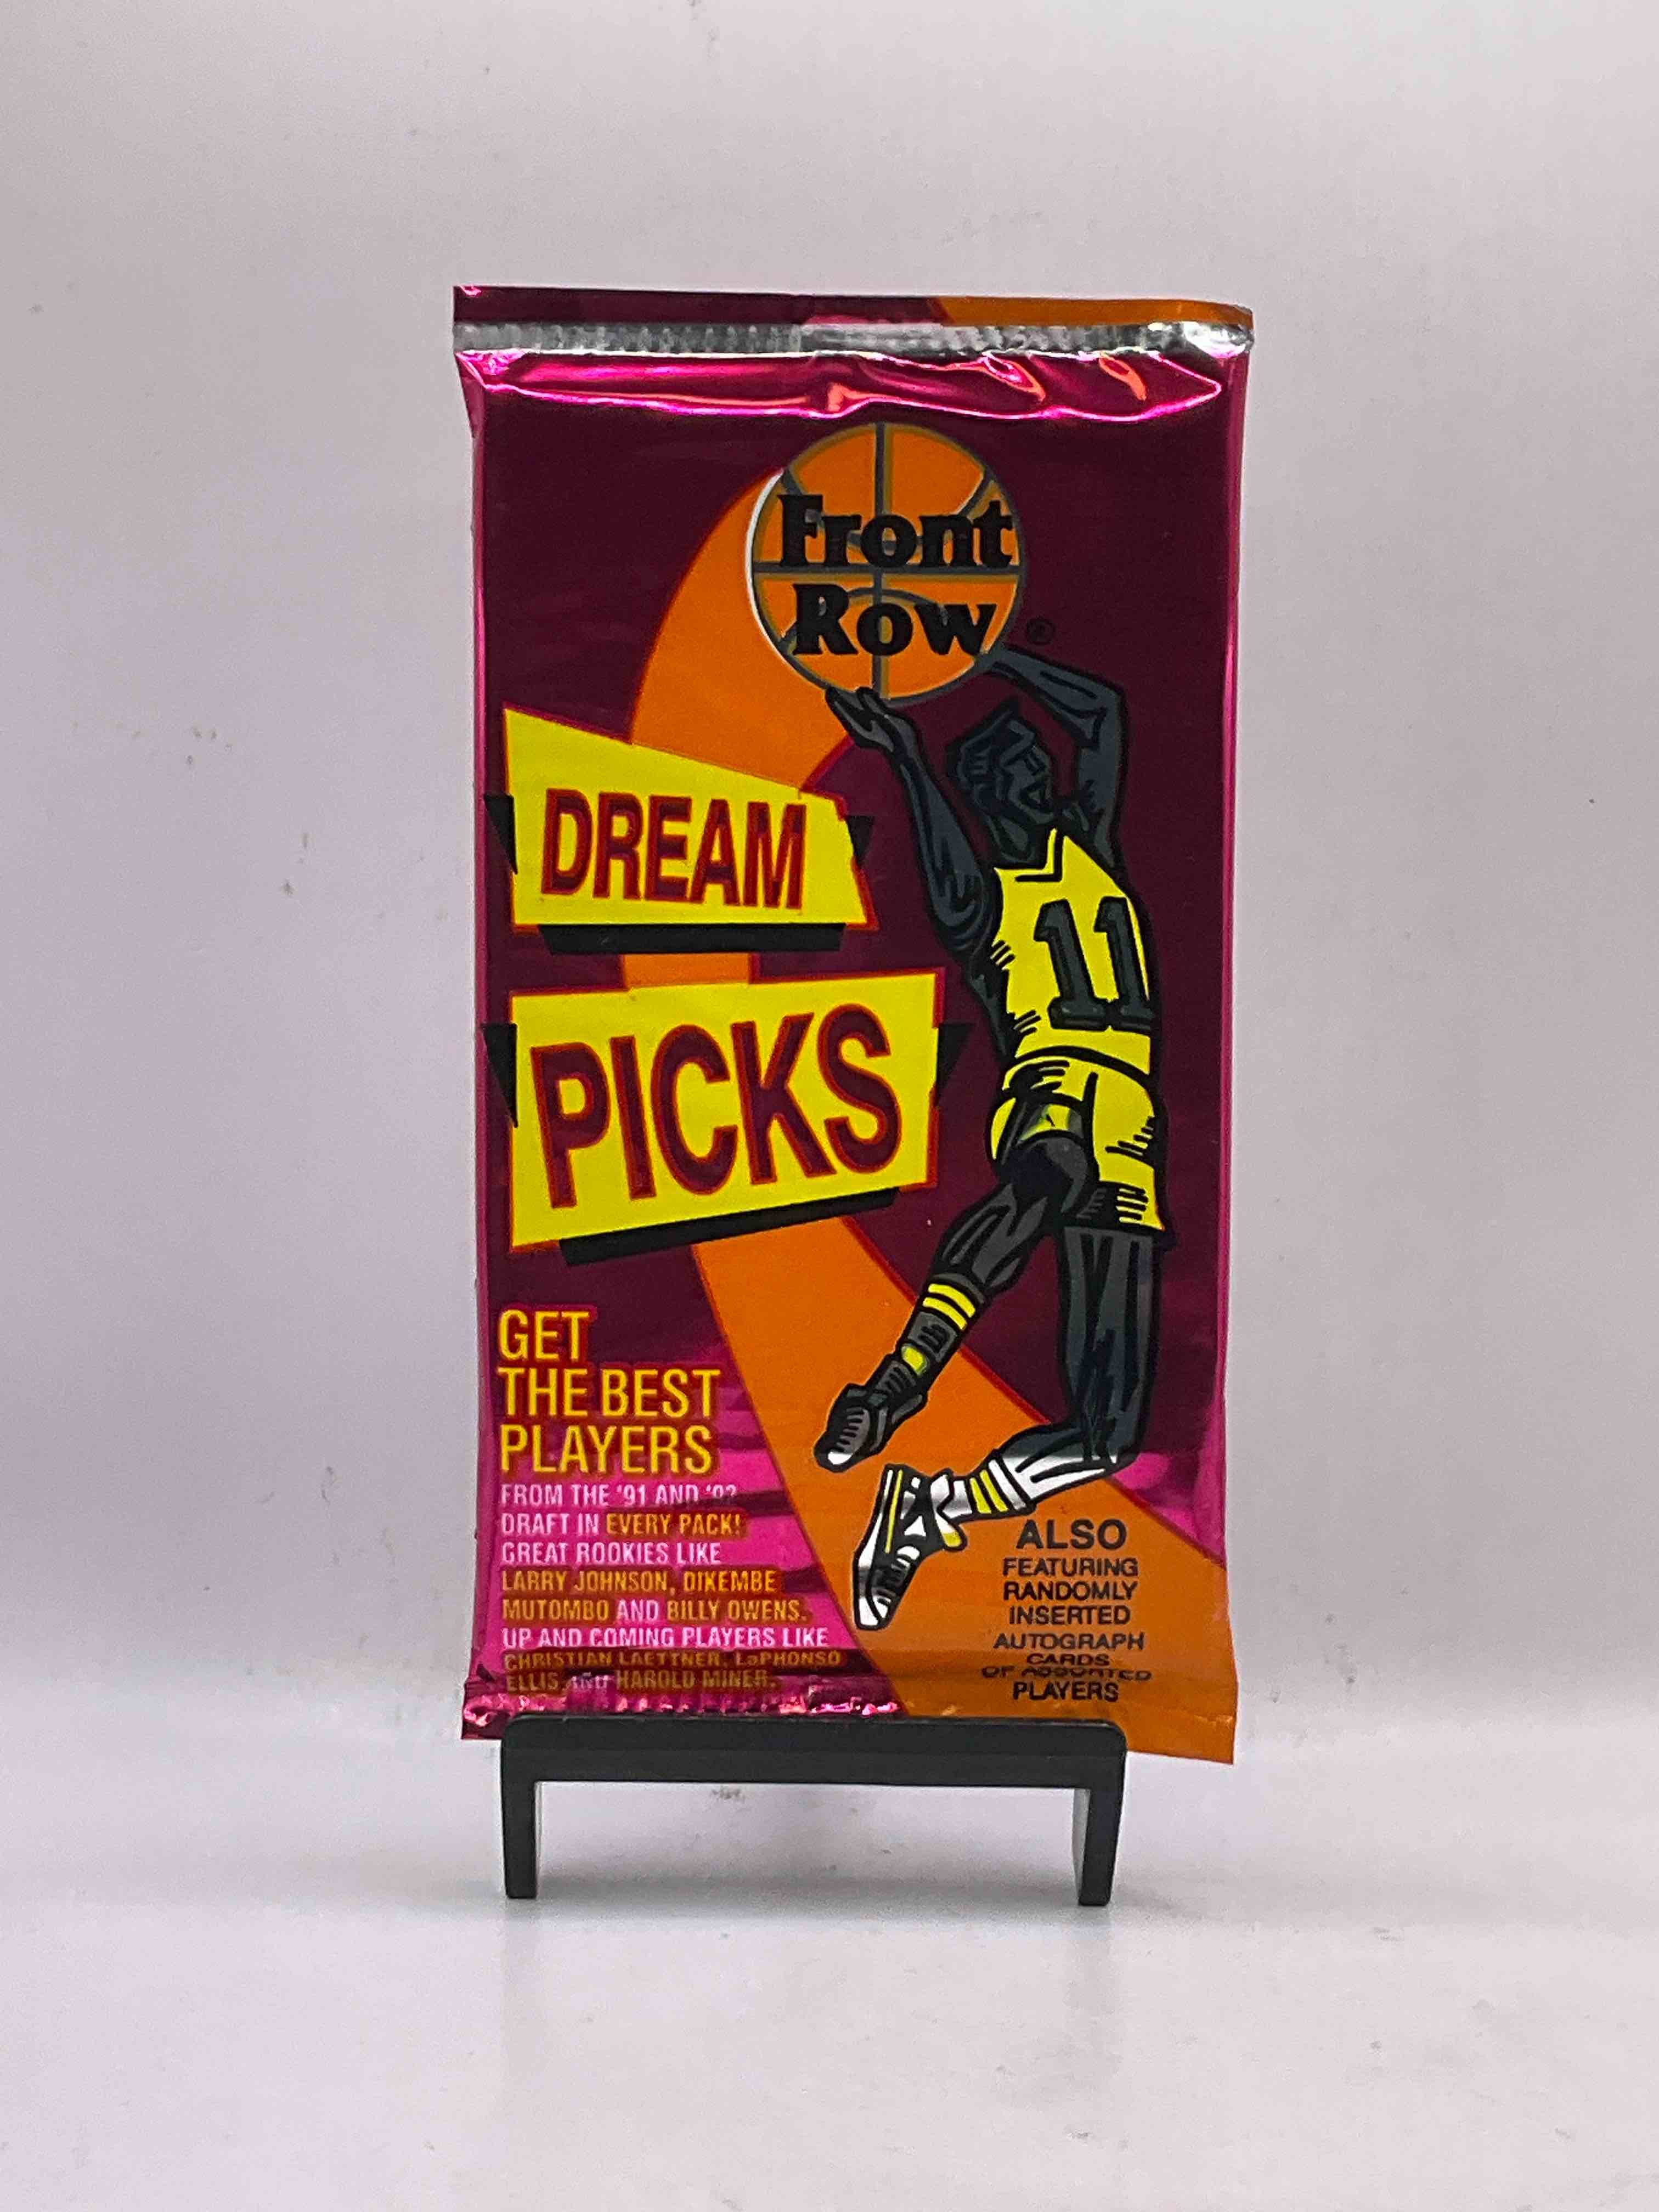 Front
Row
®
DREAM
11
PICKS
GET
THE BEST
PLAYERS
FROM THE '91 AND '92
DRAFT IN EVERY PACK!
GREAT ROOKIES LIKE
LARRY JOHNSON, DIKEMBE
MUTOMBO AND BILLY OWENS.
UP AND COMING PLAYERS LIKE
CHRISTIAN LAETTNER, LaPHONSO
ELLIS AND HAROLD MINER.
ALSO
FEATURING
RANDOMLY
INSERTED
AUTOGRAPH
CARDS
OF ASSORTED
PLAYERS